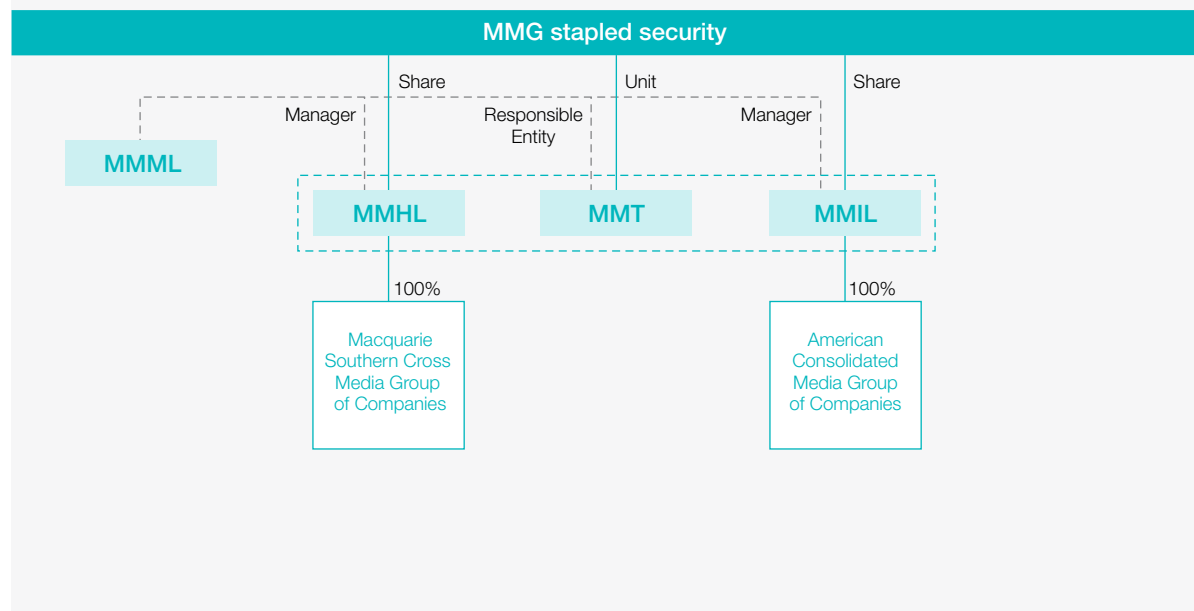 MMG stapled security
Share
Unit
Share
Manager
Responsible
Entity
Manager
MMML
MMHL
MMT
MMIL
100%
100%
Macquarie
Southern Cross
Media Group
of Companies
American
Consolidated
Media Group
of Companies